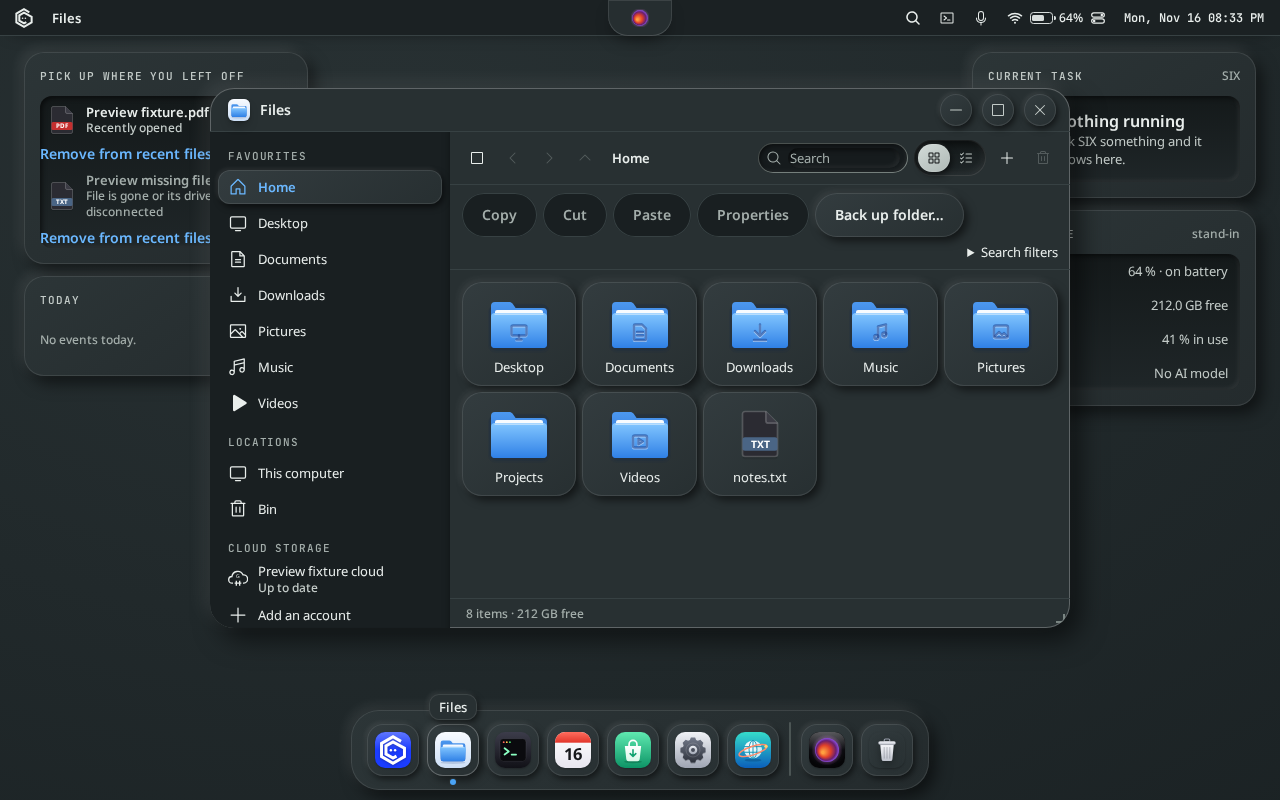 Files
64%
Mon, Nov 16 08:33 PM
PICK UP WHERE YOU LEFT OFF
Preview fixture.pdf
Recently opened
Remove from recent files
Preview missing file
File is gone or its drive
disconnected
Remove from recent files
TODAY
No events today.
CURRENT TASK
SIX
othing running
k SIX something and it
ows here.
E
stand-in
64 % · on battery
212.0 GB free
41 % in use
No AI model
Files
FAVOURITES
Home
Desktop
Documents
Downloads
Pictures
Music
Videos
LOCATIONS
This computer
Bin
CLOUD STORAGE
Preview fixture cloud
Up to date
Add an account
Home
Search
Copy
Cut
Paste
Properties
Back up folder...
Search filters
Desktop
Documents
Downloads
Music
Pictures
Projects
Videos
TXT
notes.txt
8 items · 212 GB free
PDF
TXT
Files
16